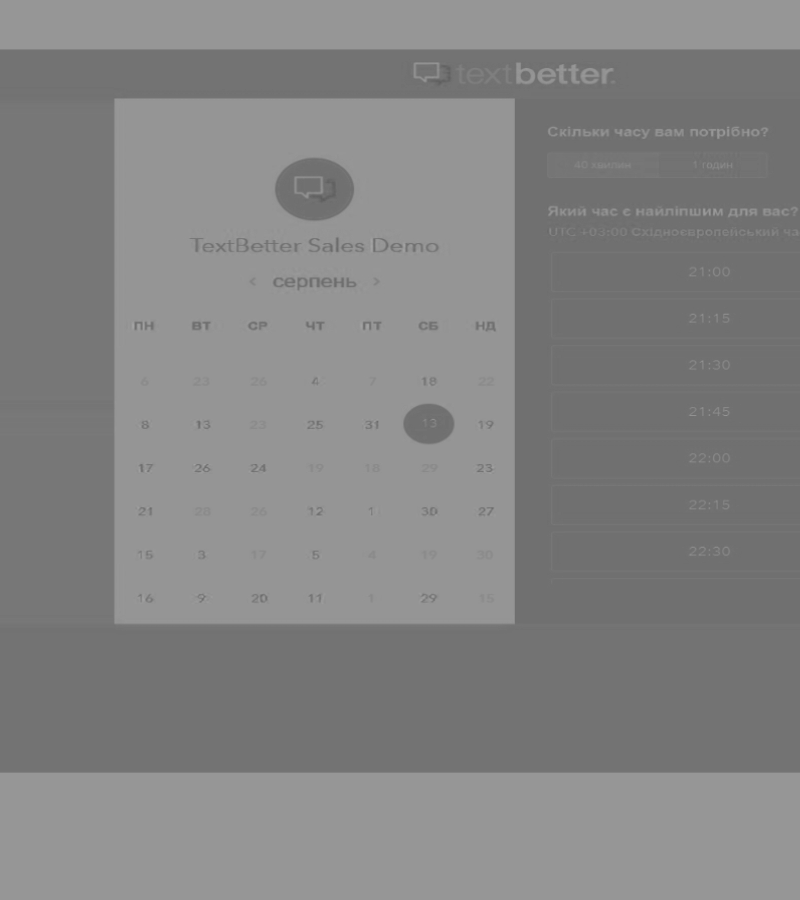 textbetter.
TextBetter Sales Demo
< серпень >
ПН ВТ СР ЧТ ПТ СБ НД
6 23 26 4 7 18 22
8 13 23 25 31 13 19
17 26 24 19 18 29 23
21 28 26 12 1 30 27
15 3 17 5 4 19 30
16 9 20 11 1 29 15
Скільки часу вам потрібно?
40 хвилин 1 годин
Який час є найліпшим для вас?
UTC +03:00 Східноєвропейський ча
21:00
21:15
21:30
21:45
22:00
22:15
22:30